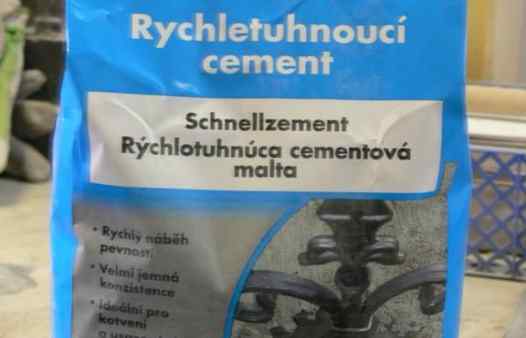 Rychletuhnoucí
cement
Schnellzement
Rýchlotuhnúca cementová
malta
• Rychlý náběh
pevnosti
• Velmi jemná
konzistence
• Ideální pro
kotvení